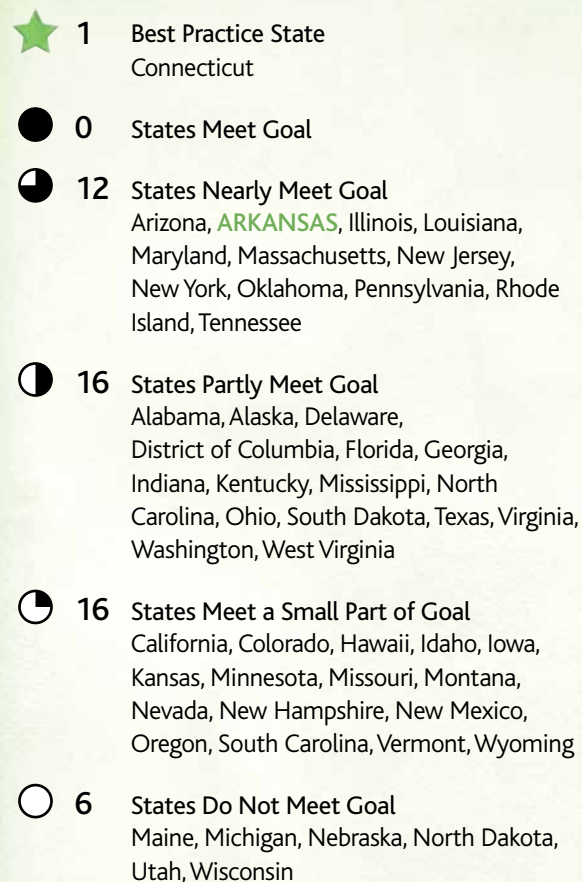 1 Best Practice State
Connecticut
0 States Meet Goal
12 States Nearly Meet Goal
Arizona, ARKANSAS, Illinois, Louisiana,
Maryland, Massachusetts, New Jersey,
New York, Oklahoma, Pennsylvania, Rhode
Island, Tennessee
16 States Partly Meet Goal
Alabama, Alaska, Delaware,
District of Columbia, Florida, Georgia,
Indiana, Kentucky, Mississippi, North
Carolina, Ohio, South Dakota, Texas, Virginia,
Washington, West Virginia
16 States Meet a Small Part of Goal
California, Colorado, Hawaii, Idaho, Iowa,
Kansas, Minnesota, Missouri, Montana,
Nevada, New Hampshire, New Mexico,
Oregon, South Carolina, Vermont, Wyoming
6 States Do Not Meet Goal
Maine, Michigan, Nebraska, North Dakota,
Utah, Wisconsin